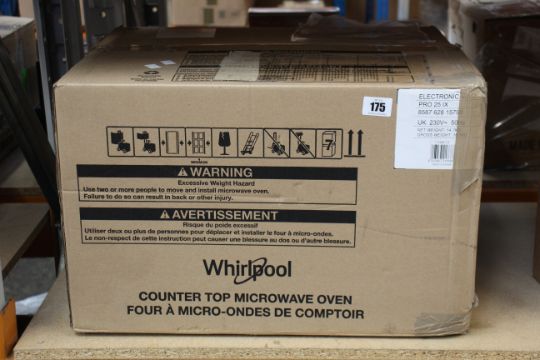 175
ELECTRONIC
PRO 25 IX
UK 230V~
WARNING
Excessive Weight Hazard
Use two or more people to move and install microwave oven.
Failure to do so can result in back or other injury.
AVERTISSEMENT
Risque du poids excessif
Utiliser deux ou plus de personnes pour déplacer et installer le four à micro-ondes.
Le non-respect de cette instruction peut causer une blessure au dos ou d'autre blessure.
Whirlpool
COUNTER TOP MICROWAVE OVEN
FOUR À MICRO-ONDES DE COMPTOIR